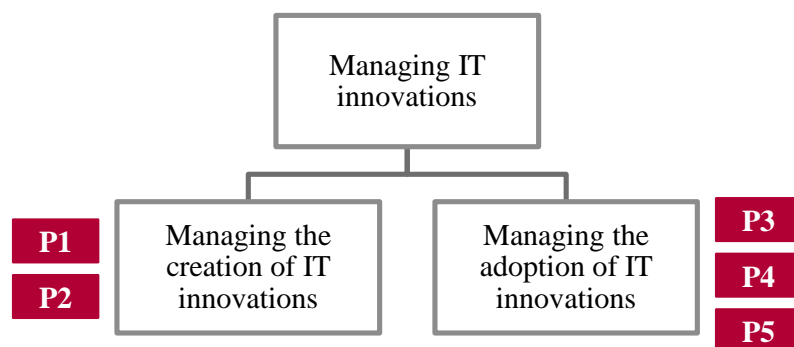 Managing IT
innovations
P1
P2
Managing the
creation of IT
innovations
Managing the
adoption of IT
innovations
P3
P4
P5